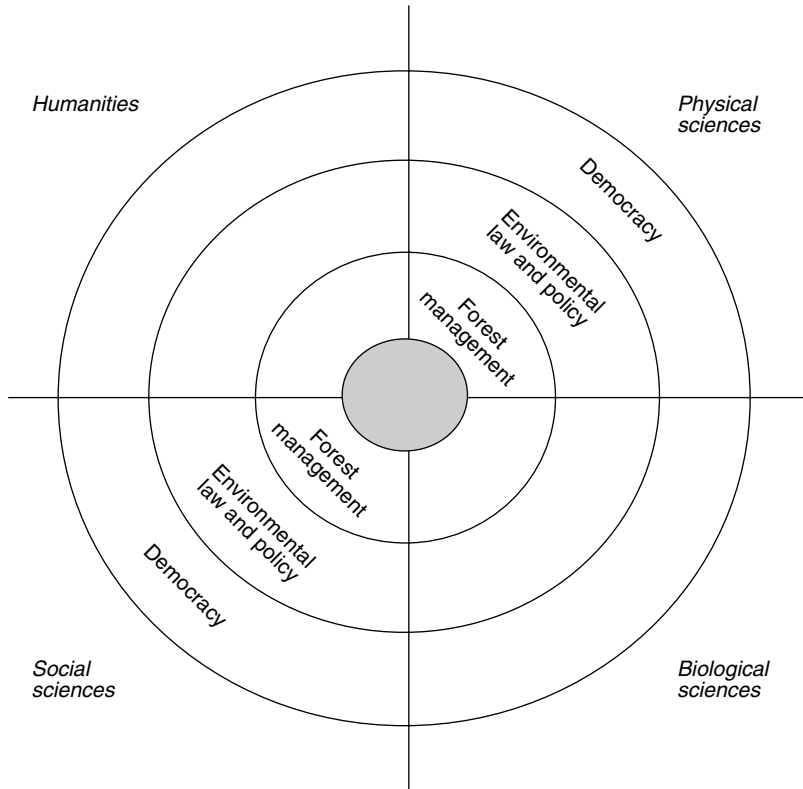 Humanities
Physical
sciences
Democracy
Environmental
law and policy
Forest
management
Forest
management
Environmental
law and policy
Democracy
Social
sciences
Biological
sciences